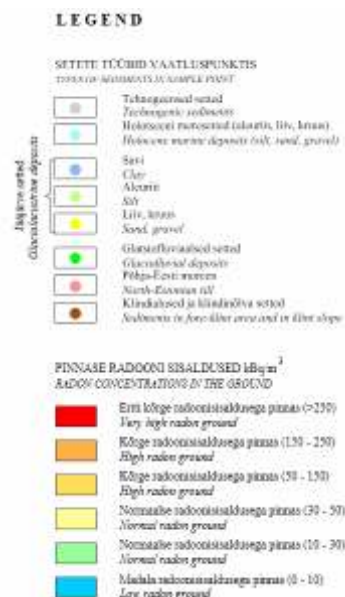 LEGEND
SETETE TÜÜBID VAATLUSPUNKTIS
TYPES OF SEDIMENTS IN SAMPLE POINT
Tehnogeensed setted
Technogenic sediments
Holotseeni meresetted (aleuriit, liiv, kruus)
Holocene marine deposits (silt, sand, gravel)
Jääjärve setted
Glaciolacustrine deposits
Savi
Clay
Aleuriit
Silt
Liiv, kruus
Sand, gravel
Glatsiofluviaalsed setted
Glaciofluvial deposits
Põhja-Eesti moreen
North-Estonian till
Klindialused ja klindinõlva setted
Sediments in fore-klint area and in klint slope
PINNASE RADOONI SISALDUSED kBq/m³
RADON CONCENTRATIONS IN THE GROUND
Eriti kõrge radoonisisaldusega pinnas (>250)
Very high radon ground
Kõrge radoonisisaldusega pinnas (150 - 250)
High radon ground
Kõrge radoonisisaldusega pinnas (50 - 150)
High radon ground
Normaalse radoonisisaldusega pinnas (30 - 50)
Normal radon ground
Normaalse radoonisisaldusega pinnas (10 - 30)
Normal radon ground
Madala radoonisisaldusega pinnas (0 - 10)
Low radon ground